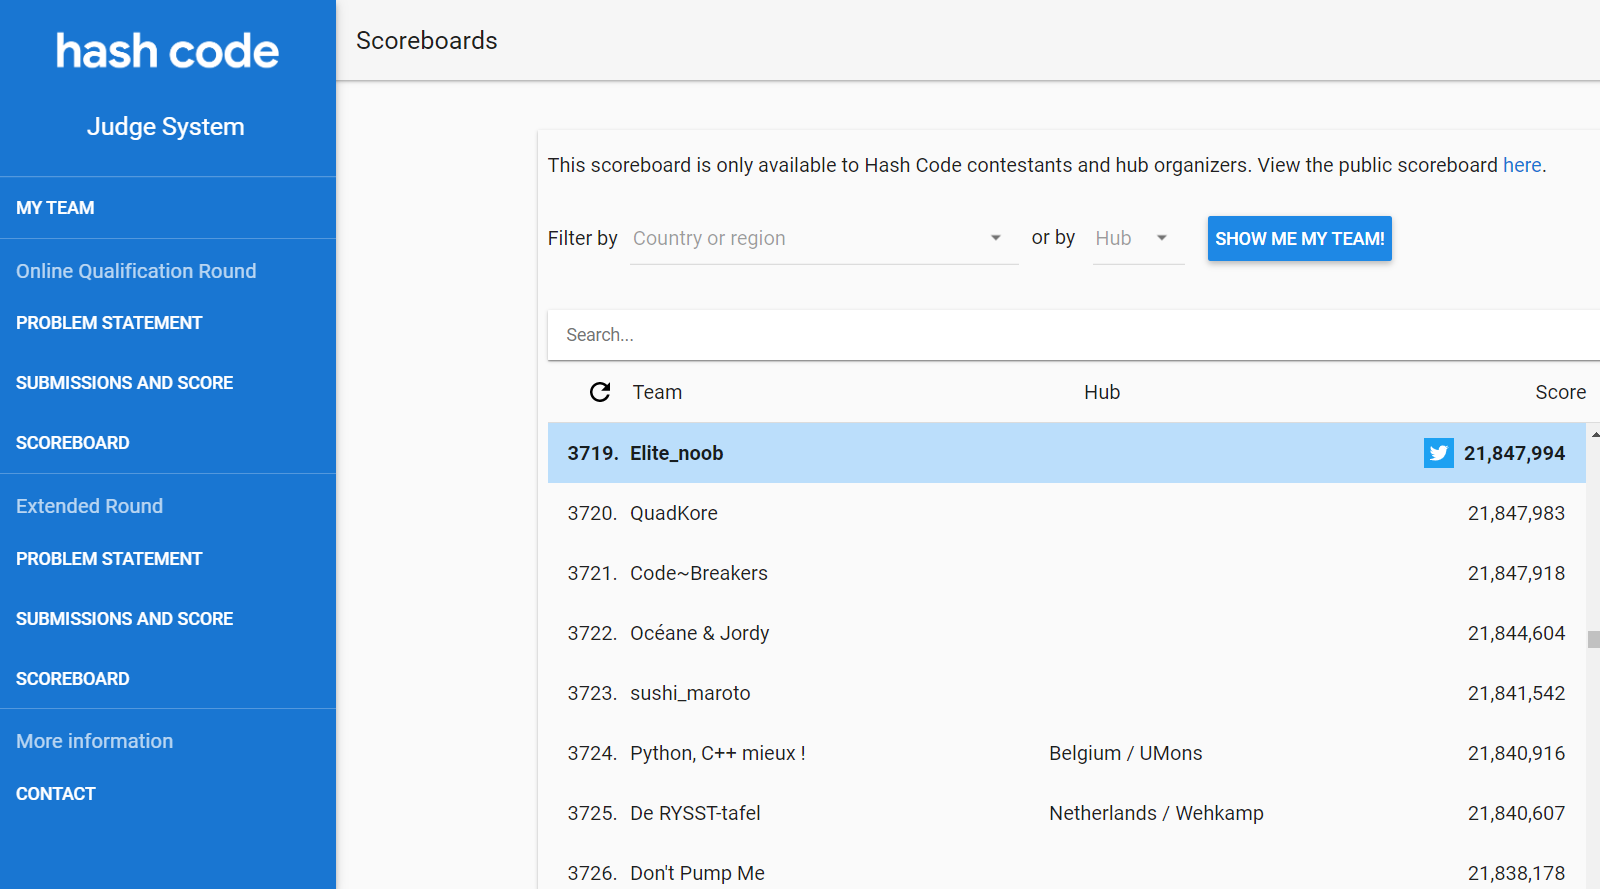 hash code
Judge System
MY TEAM
Online Qualification Round
PROBLEM STATEMENT
SUBMISSIONS AND SCORE
SCOREBOARD
Extended Round
PROBLEM STATEMENT
SUBMISSIONS AND SCORE
SCOREBOARD
More information
CONTACT
Scoreboards
This scoreboard is only available to Hash Code contestants and hub organizers. View the public scoreboard here.
Filter by Country or region or by Hub SHOW ME MY TEAM!
Search...
Team Hub Score
3719. Elite_noob 21,847,994
3720. QuadKore 21,847,983
3721. Code~Breakers 21,847,918
3722. Océane & Jordy 21,844,604
3723. sushi_maroto 21,841,542
3724. Python, C++ mieux ! Belgium / UMons 21,840,916
3725. De RYSST-tafel Netherlands / Wehkamp 21,840,607
3726. Don't Pump Me 21,838,178